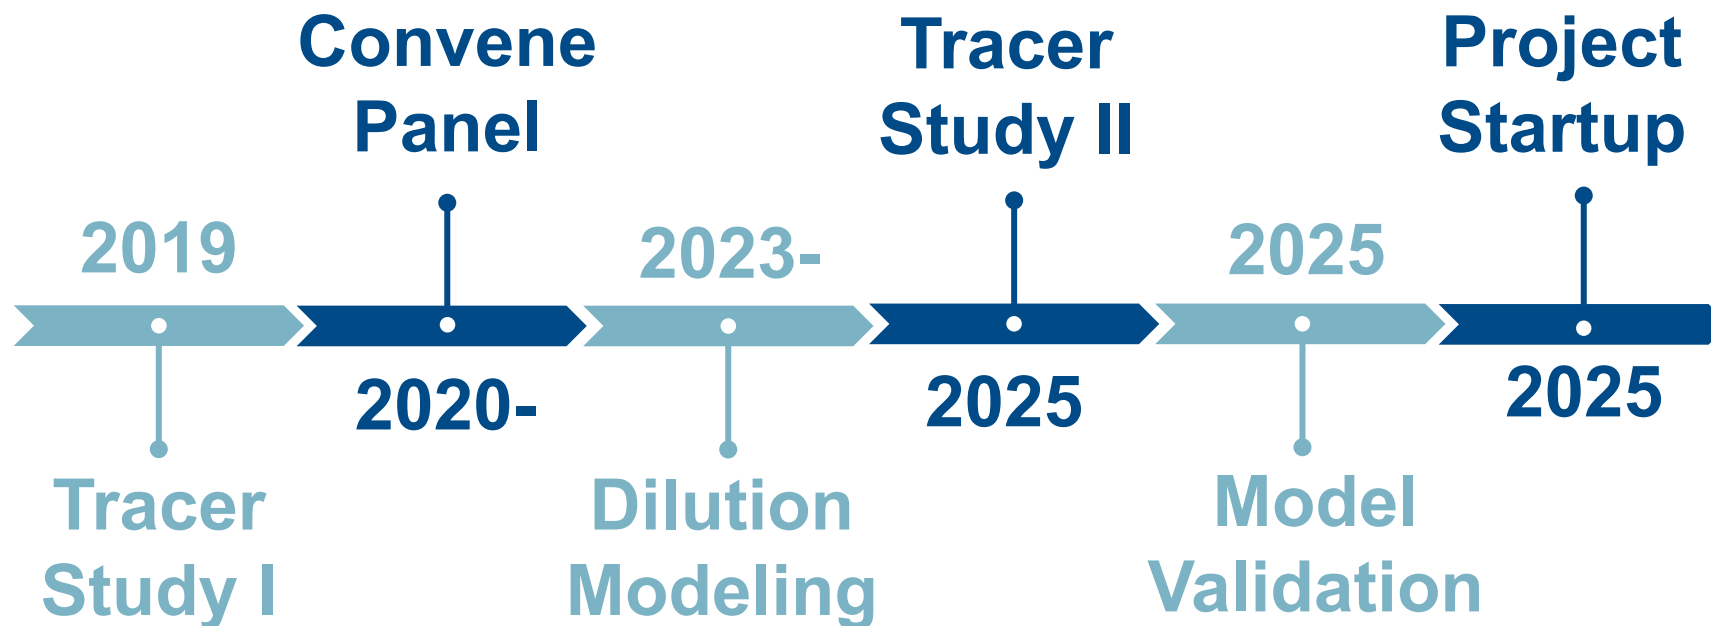 Convene
Panel
Tracer
Study II
Project
Startup
2019
2023-
2025
2020-
2025
2025
Tracer
Study I
Dilution
Modeling
Model
Validation